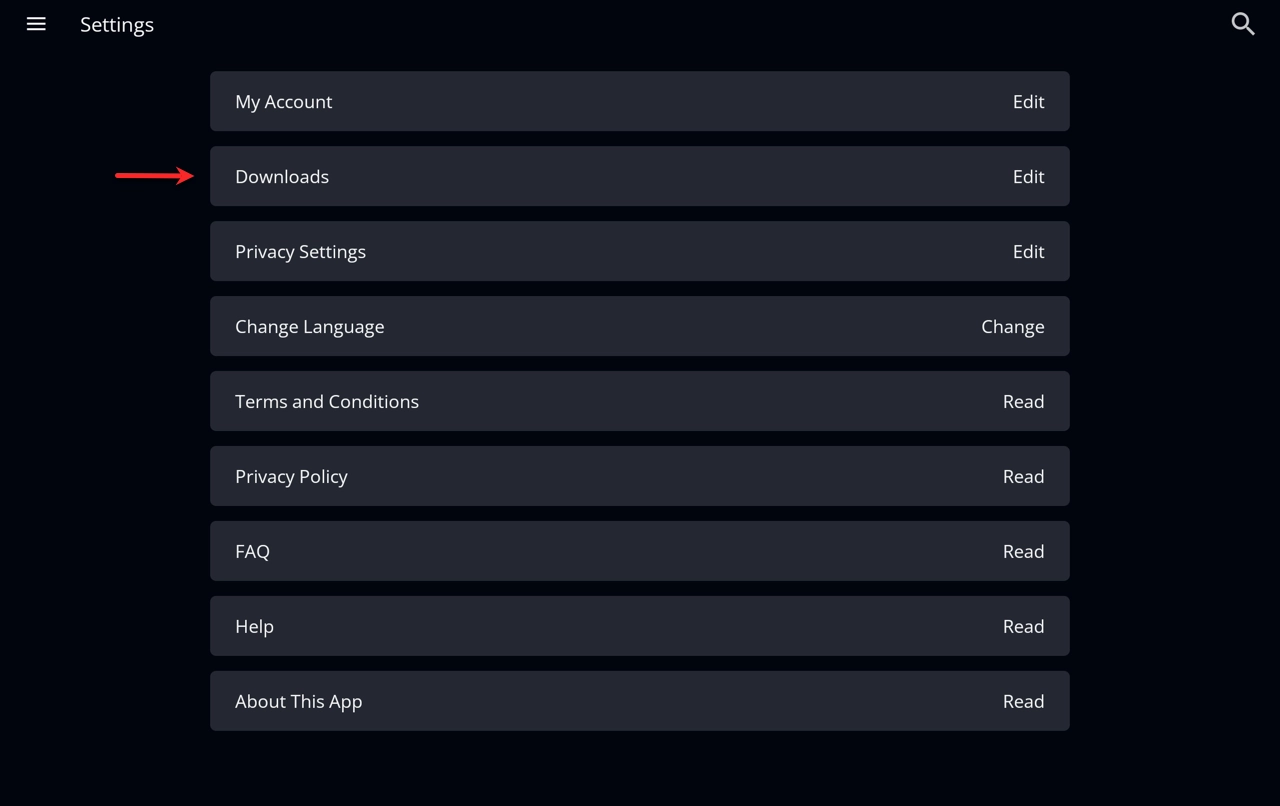 Settings
My Account Edit
Downloads Edit
Privacy Settings Edit
Change Language Change
Terms and Conditions Read
Privacy Policy Read
FAQ Read
Help Read
About This App Read